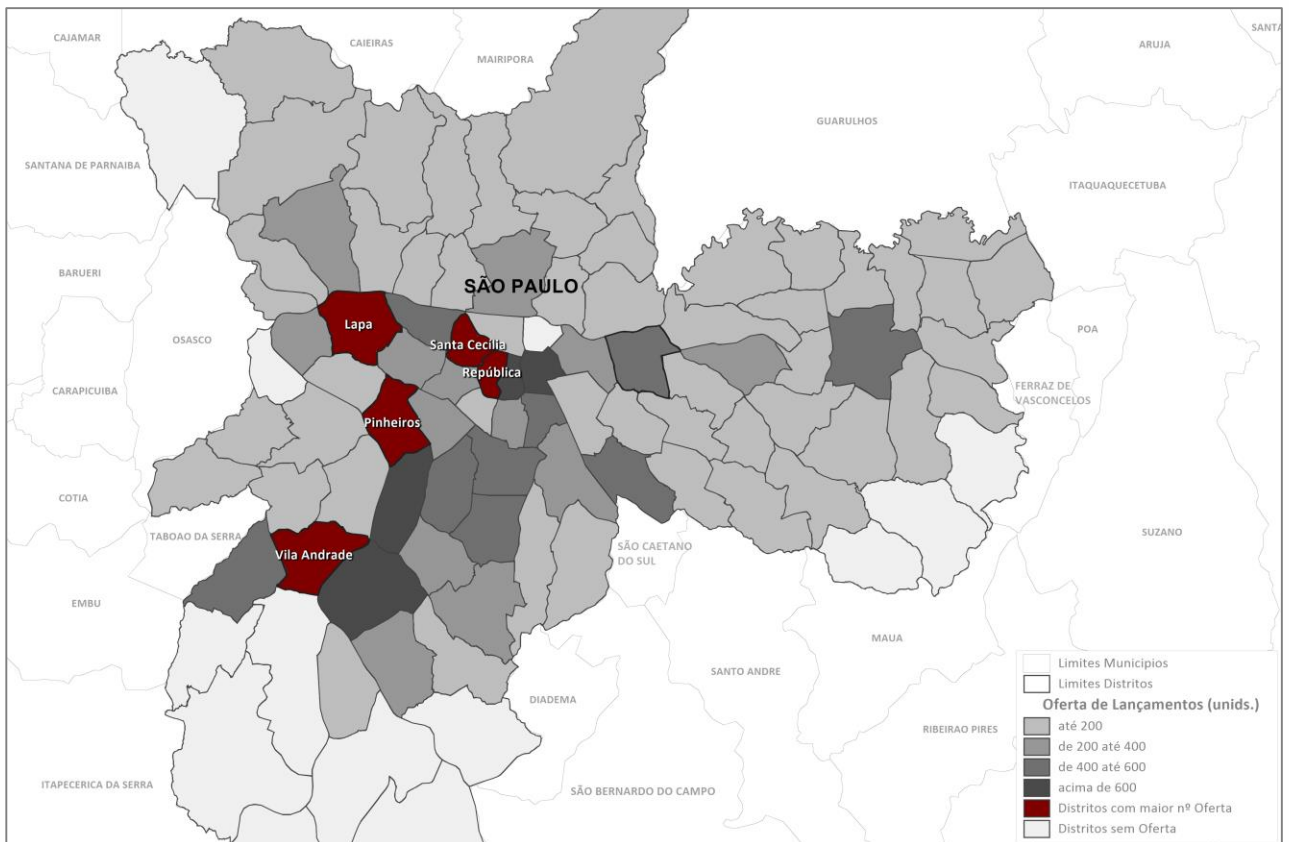 CAJAMAR
CAIEIRAS
MAIRIPORA
ARUJA
SANTA
GUARULHOS
SANTANA DE PARNAIBA
ITAQUAQUECETUBA
BARUERI
SÃO PAULO
Lapa
OSASCO
Santa Cecília
POA
República
CARAPICUIBA
FERRAZ DE
VASCONCELOS
Pinheiros
COTIA
TABOAO DA SERRA
SUZANO
SÃO CAETANO
DO SUL
Vila Andrade
EMBU
MAUA
SANTO ANDRE
DIADEMA
RIBEIRAO PIRES
ITAPECERICA DA SERRA
SÃO BERNARDO DO CAMPO
Limites Municipios
Limites Distritos
Oferta de Lançamentos (unids.)
até 200
de 200 até 400
de 400 até 600
acima de 600
Distritos com maior nº Oferta
Distritos sem Oferta